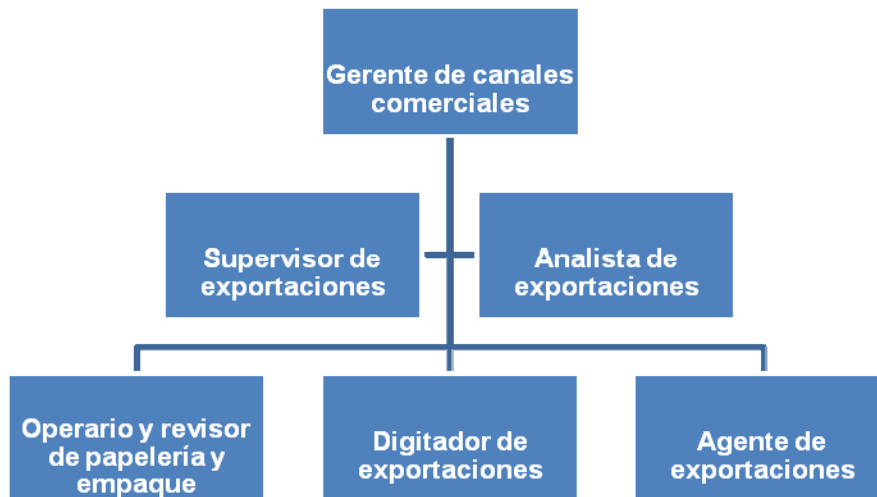 Gerente de canales
comerciales
Supervisor de
exportaciones
Analista de
exportaciones
Operario y revisor
de papelería y
empaque
Digitador de
exportaciones
Agente de
exportaciones